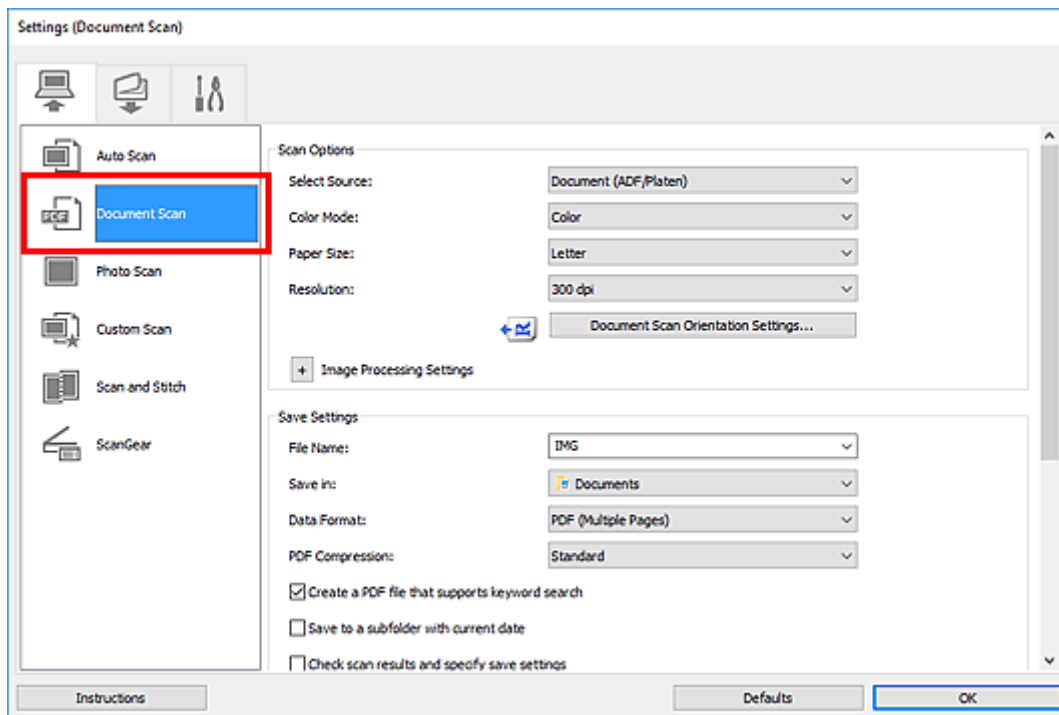 Settings (Document Scan)
Auto Scan
PDF
Document Scan
Photo Scan
Custom Scan
Scan and Stitch
ScanGear
Scan Options
Select Source: Document (ADF/Platen)
Color Mode: Color
Paper Size: Letter
Resolution: 300 dpi
R Document Scan Orientation Settings...
+ Image Processing Settings
Save Settings
File Name: IMG
Save in: Documents
Data Format: PDF (Multiple Pages)
PDF Compression: Standard
Create a PDF file that supports keyword search
Save to a subfolder with current date
Check scan results and specify save settings
Instructions Defaults OK